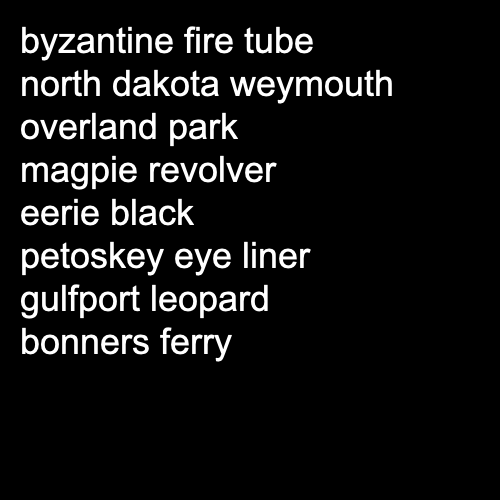 byzantine fire tube
north dakota weymouth
overland park
magpie revolver
eerie black
petoskey eye liner
gulfport leopard
bonners ferry